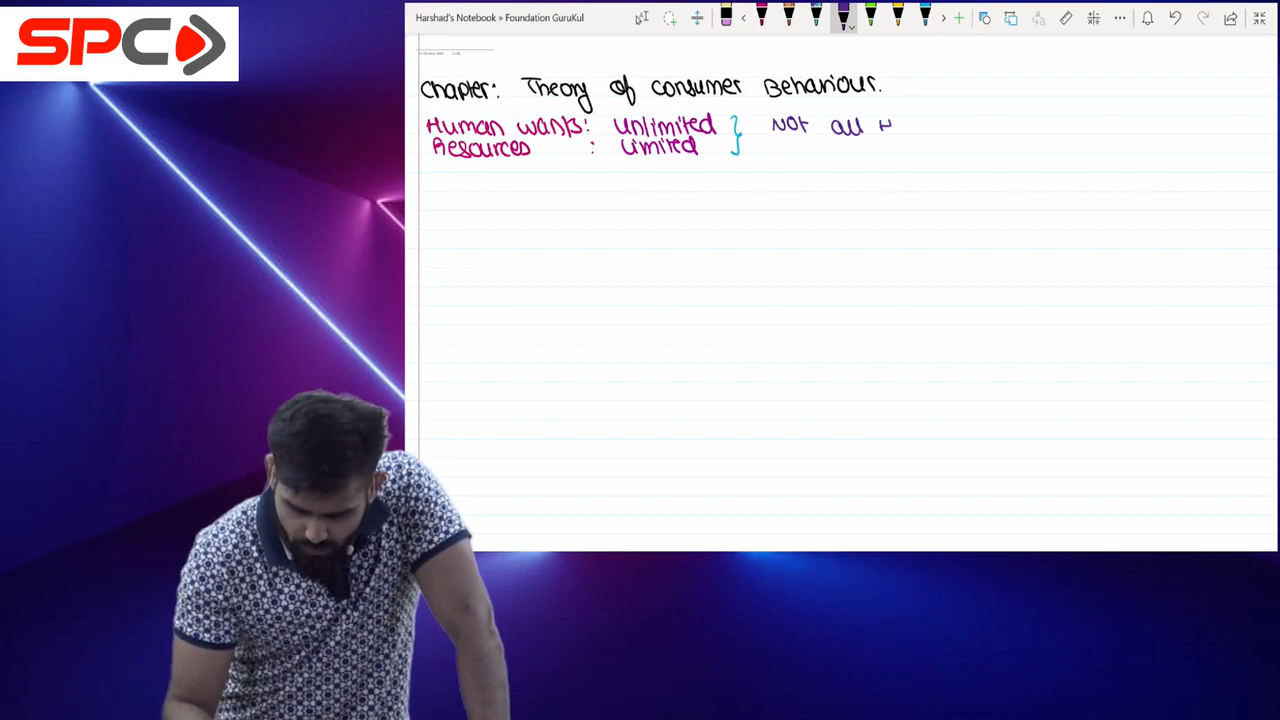 SPC
Harshad's Notebook » Foundation GuruKul
Chapter: Theory of consumer Behaviour.
Human wants: Unlimited } Not all
Resources : Limited